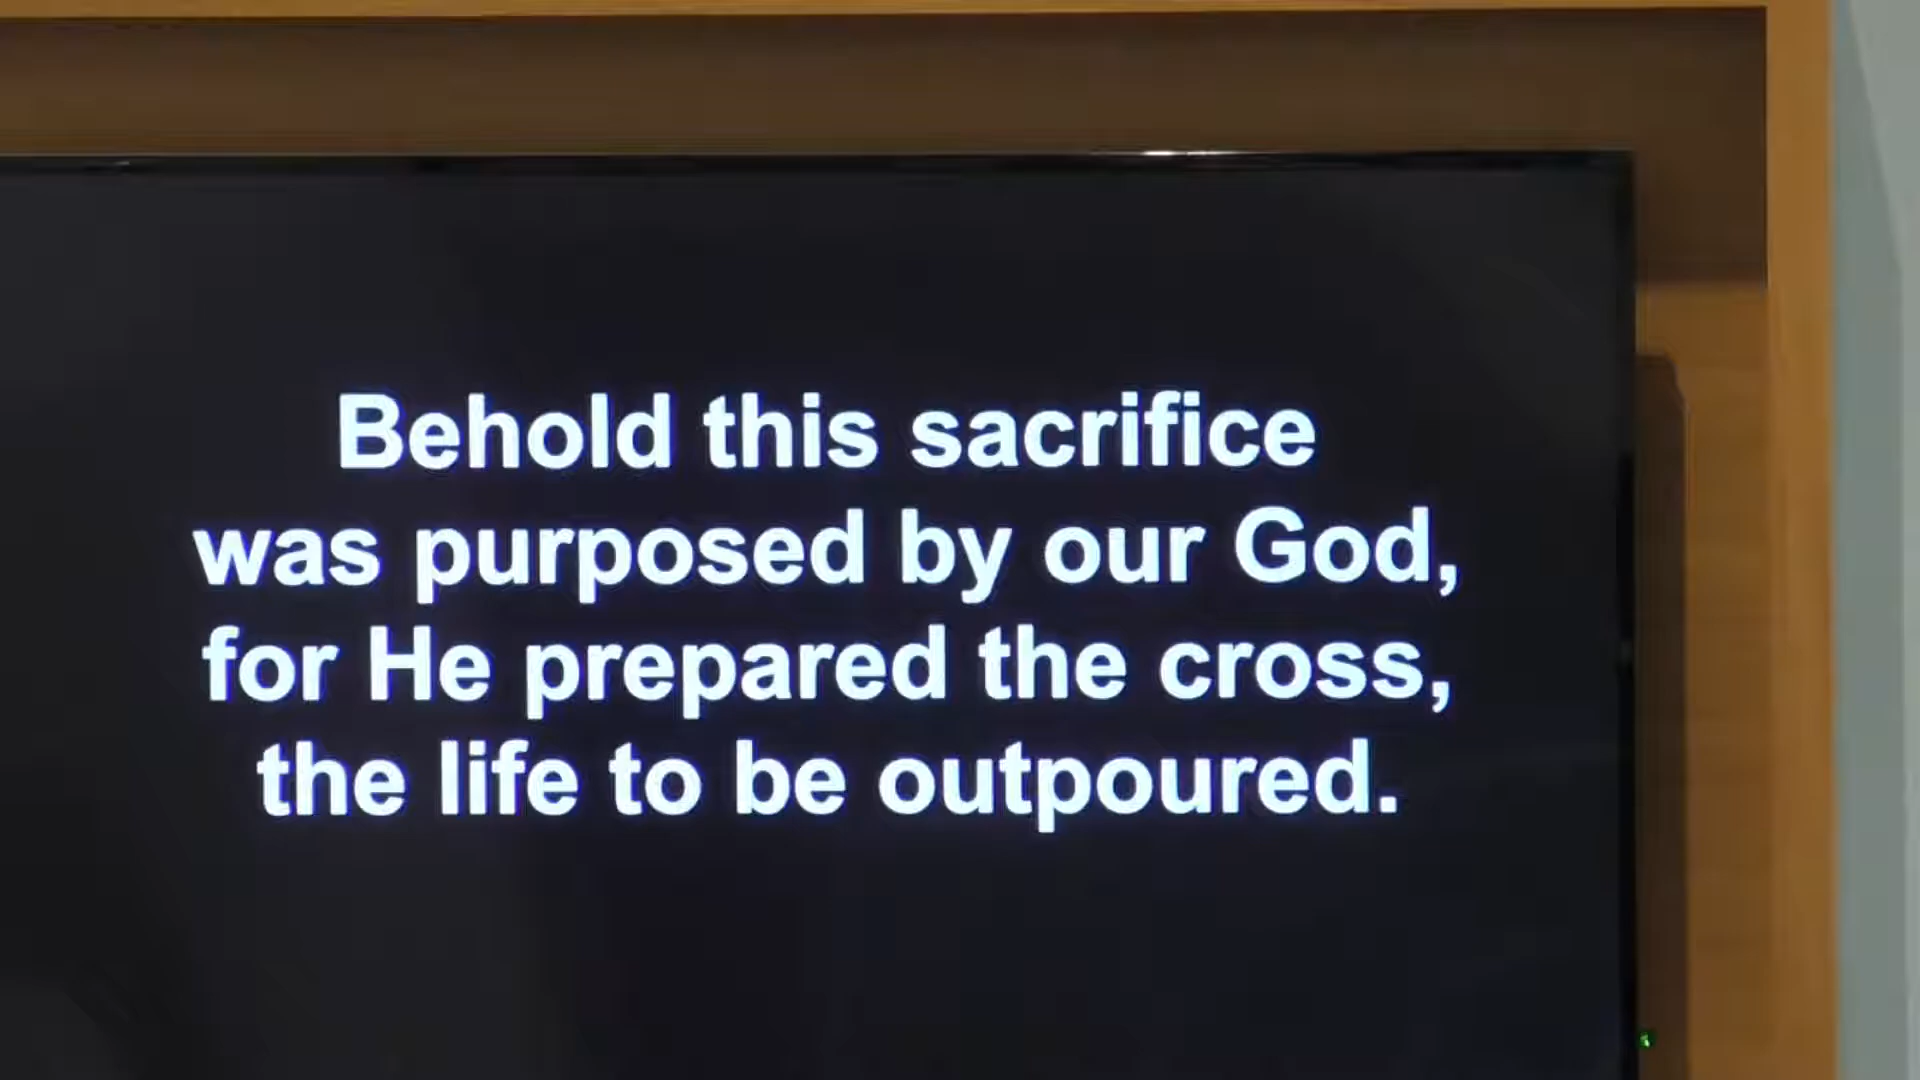 Behold this sacrifice
was purposed by our God,
for He prepared the cross,
the life to be outpoured.